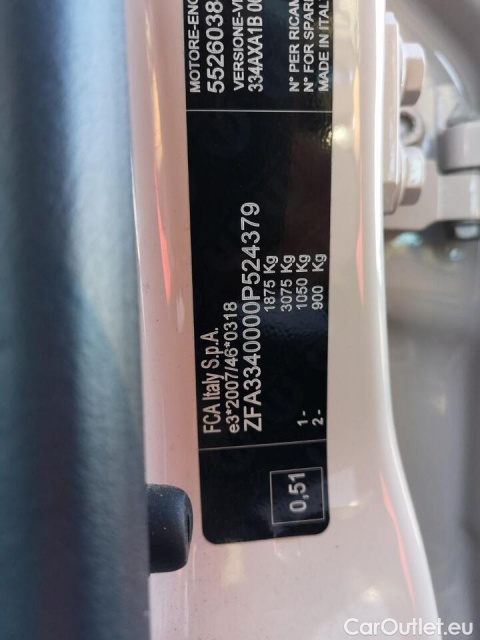 FCA Italy S.p.A.
e3*2007/46*0318
ZFA3340000P524379
1875 Kg
3075 Kg
1- 1050 Kg
2- 900 Kg
0,51
MOTORE-ENG
5526038
VERSIONE-VE
334AXA1B 0
N° PER RICAM
N° FOR SPAR
MADE IN ITAL
CarOutlet.eu